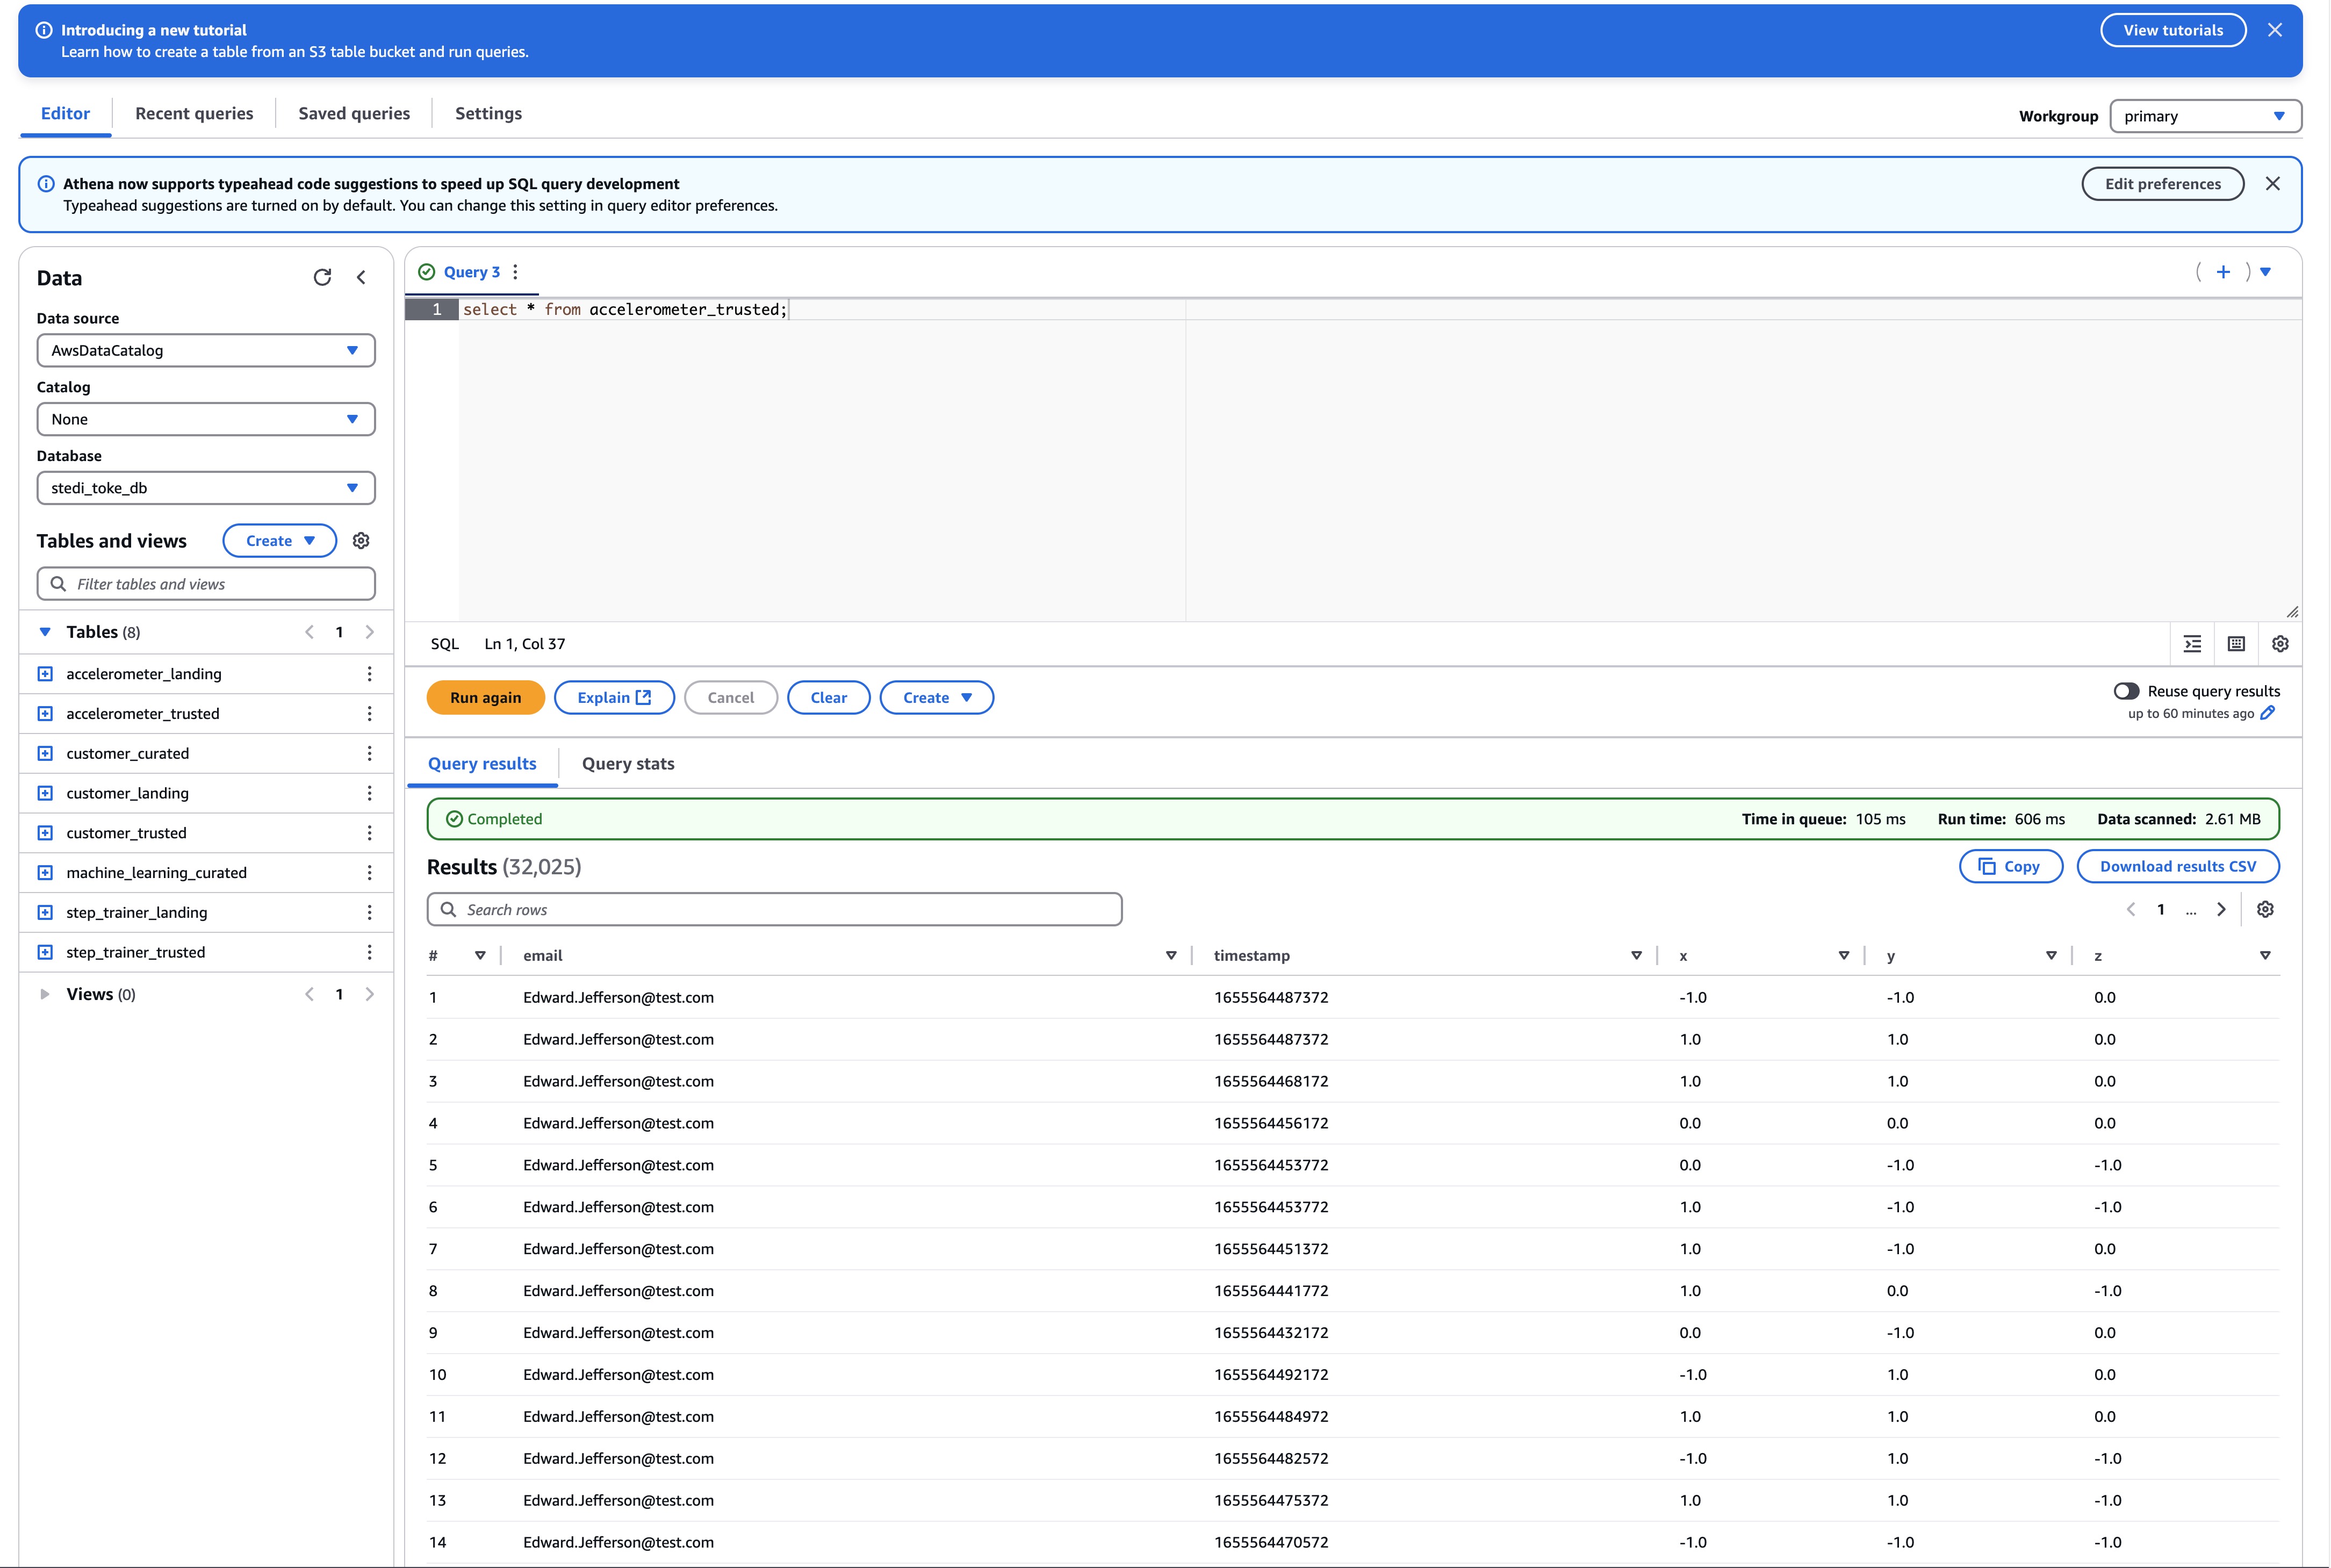 Introducing a new tutorial
Learn how to create a table from an S3 table bucket and run queries.
View tutorials
Editor
Recent queries
Saved queries
Settings
Workgroup
primary
Athena now supports typeahead code suggestions to speed up SQL query development
Typeahead suggestions are turned on by default. You can change this setting in query editor preferences.
Edit preferences
Data
Data source
AwsDataCatalog
Catalog
None
Database
stedi_toke_db
Tables and views
Create
Filter tables and views
Tables (8)
1
accelerometer_landing
accelerometer_trusted
customer_curated
customer_landing
customer_trusted
machine_learning_curated
step_trainer_landing
step_trainer_trusted
Views (0)
1
Query 3
1 select * from accelerometer_trusted;
SQL Ln 1, Col 37
Run again
Explain
Cancel
Clear
Create
Reuse query results
up to 60 minutes ago
Query results
Query stats
Completed
Time in queue: 105 ms Run time: 606 ms Data scanned: 2.61 MB
Results (32,025)
Copy
Download results CSV
Search rows
1 ...
# email timestamp x y z
1 Edward.Jefferson@test.com 1655564487372 -1.0 -1.0 0.0
2 Edward.Jefferson@test.com 1655564487372 1.0 1.0 0.0
3 Edward.Jefferson@test.com 1655564468172 1.0 1.0 0.0
4 Edward.Jefferson@test.com 1655564456172 0.0 0.0 0.0
5 Edward.Jefferson@test.com 1655564453772 0.0 -1.0 -1.0
6 Edward.Jefferson@test.com 1655564453772 1.0 -1.0 -1.0
7 Edward.Jefferson@test.com 1655564451372 1.0 -1.0 0.0
8 Edward.Jefferson@test.com 1655564441772 1.0 0.0 -1.0
9 Edward.Jefferson@test.com 1655564432172 0.0 -1.0 0.0
10 Edward.Jefferson@test.com 1655564492172 -1.0 1.0 0.0
11 Edward.Jefferson@test.com 1655564484972 1.0 1.0 0.0
12 Edward.Jefferson@test.com 1655564482572 -1.0 1.0 -1.0
13 Edward.Jefferson@test.com 1655564475372 1.0 1.0 -1.0
14 Edward.Jefferson@test.com 1655564470572 -1.0 -1.0 -1.0